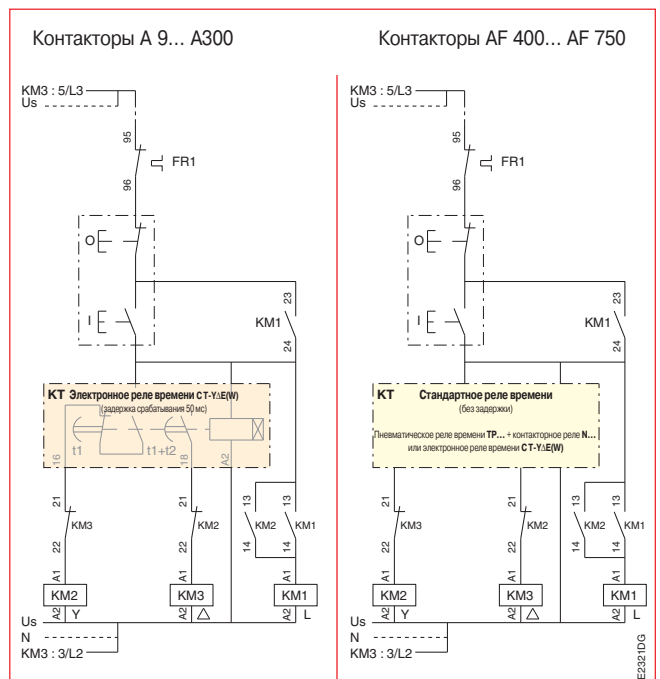 Контакторы A 9... A300
KM3 : 5/L3
Us
95
96
FR1
O
I
23
24
KM1
KT Электронное реле времени CT-Y∆E(W)
(задержка срабатывания 50 мс)
t1
t1+t2
16
18
A2
21
22
KM3
21
22
KM2
13
14
KM2
13
14
KM1
A1
KM2
A2
Y
A1
KM3
A2
△
A1
KM1
A2
L
Us
N
KM3 : 3/L2
Контакторы AF 400... AF 750
KM3 : 5/L3
Us
95
96
FR1
O
I
23
24
KM1
KT Стандартное реле времени
(без задержки)
Пневматическое реле времени TP... + контакторное реле N...
или электронное реле времени CT-Y∆E(W)
21
22
KM3
21
22
KM2
13
14
KM2
13
14
KM1
A1
KM2
A2
Y
A1
KM3
A2
△
A1
KM1
A2
L
Us
N
KM3 : 3/L2
E2321DG